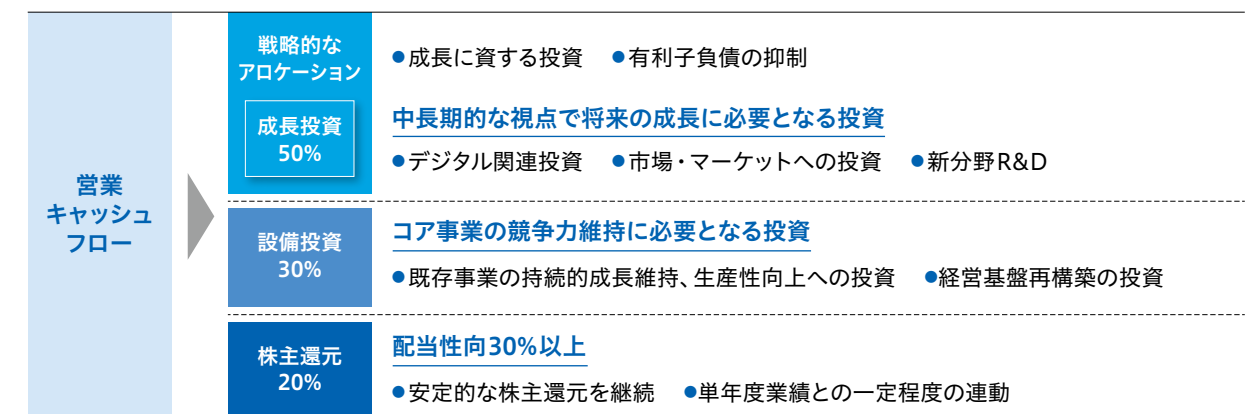 営業
キャッシュ
フロー
戦略的な
アロケーション
●成長に資する投資 ●有利子負債の抑制
成長投資
50%
中長期的な視点で将来の成長に必要となる投資
●デジタル関連投資 ●市場・マーケットへの投資 ●新分野R&D
設備投資
30%
コア事業の競争力維持に必要となる投資
●既存事業の持続的成長維持、生産性向上への投資 ●経営基盤再構築の投資
株主還元
20%
配当性向30%以上
●安定的な株主還元を継続 ●単年度業績との一定程度の連動